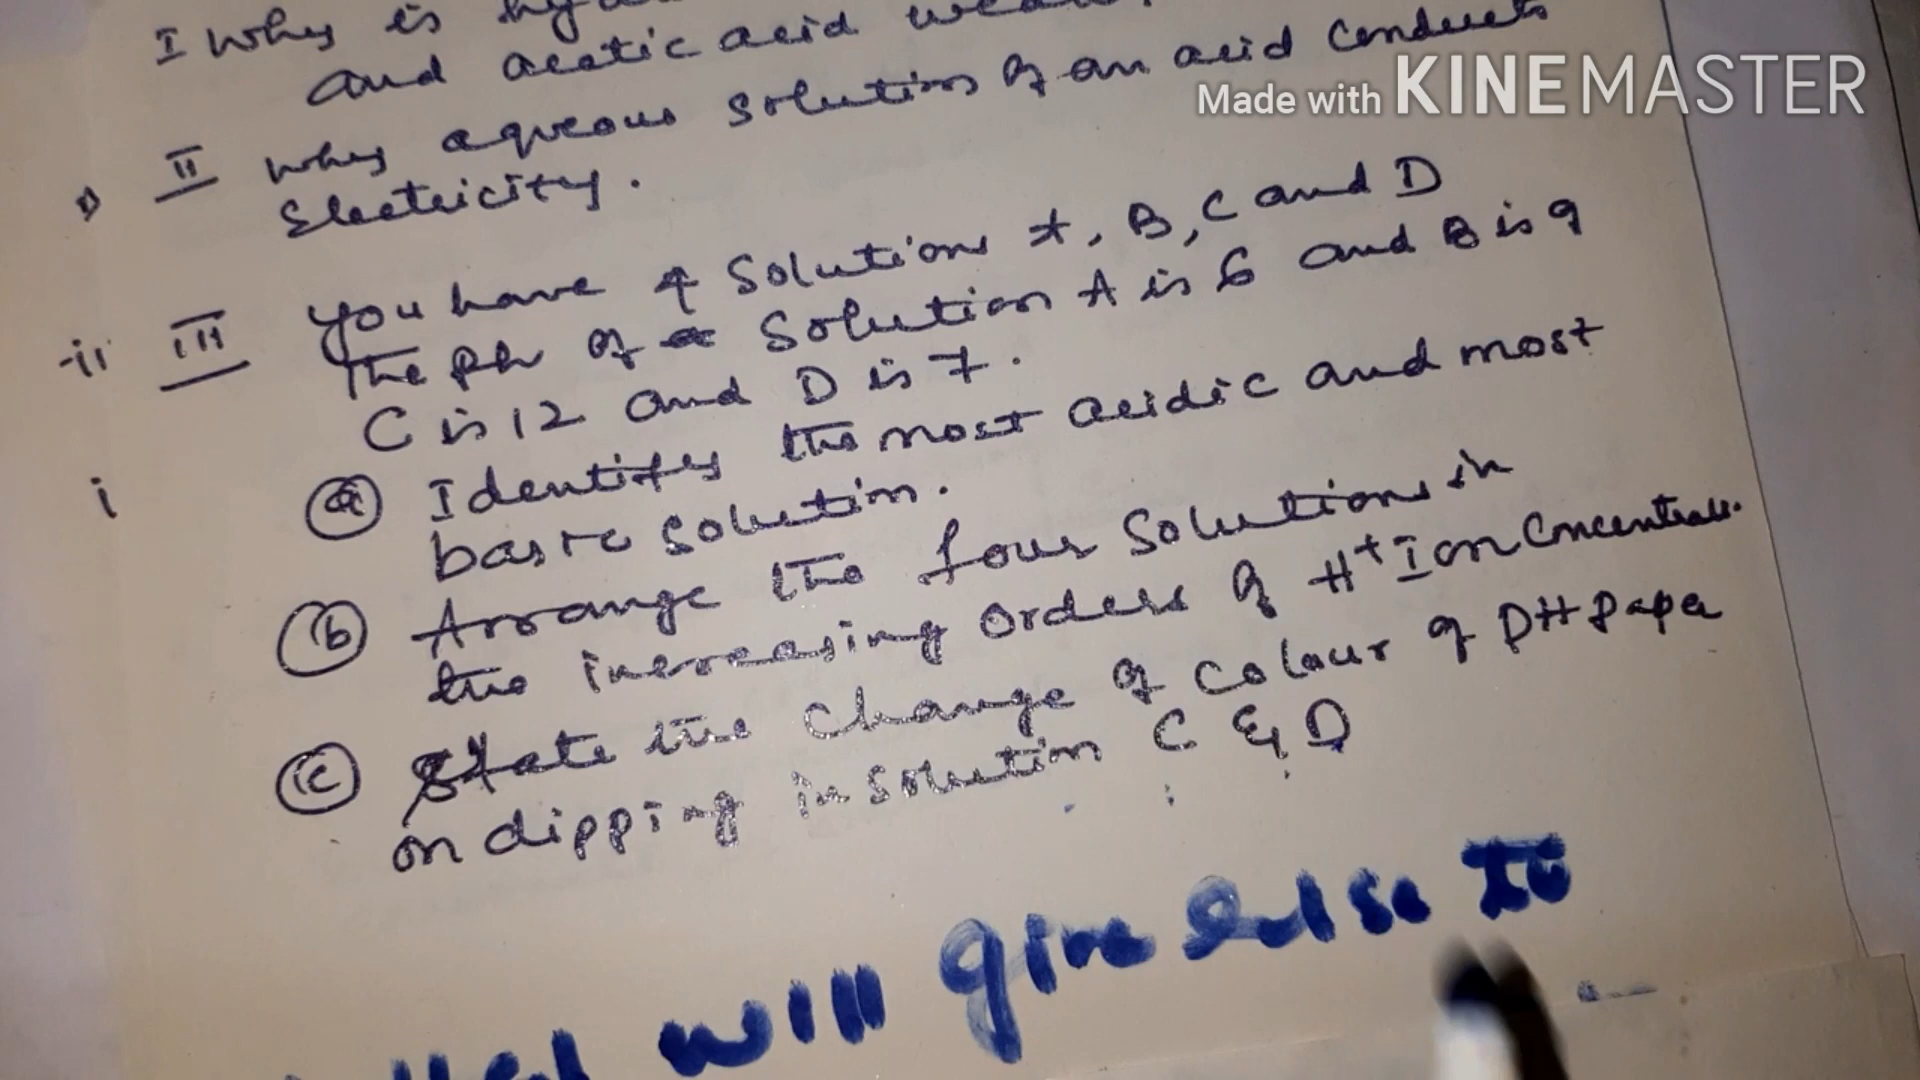 I Why is
and acetic acid
II Why aqueous solution of an acid conducts
Electricity.
III You have 4 Solutions A, B, C and D
The PH of Solution A is 6 and B is 9
C is 12 and D is 7.
(a) Identify the most acidic and most
basic solution.
(b) Arrange the four Solutions in
the increasing orders of H+ Ion
(c) State the change of colour of PH paper
on dipping in solution C & D
will give
Made with KINEMASTER